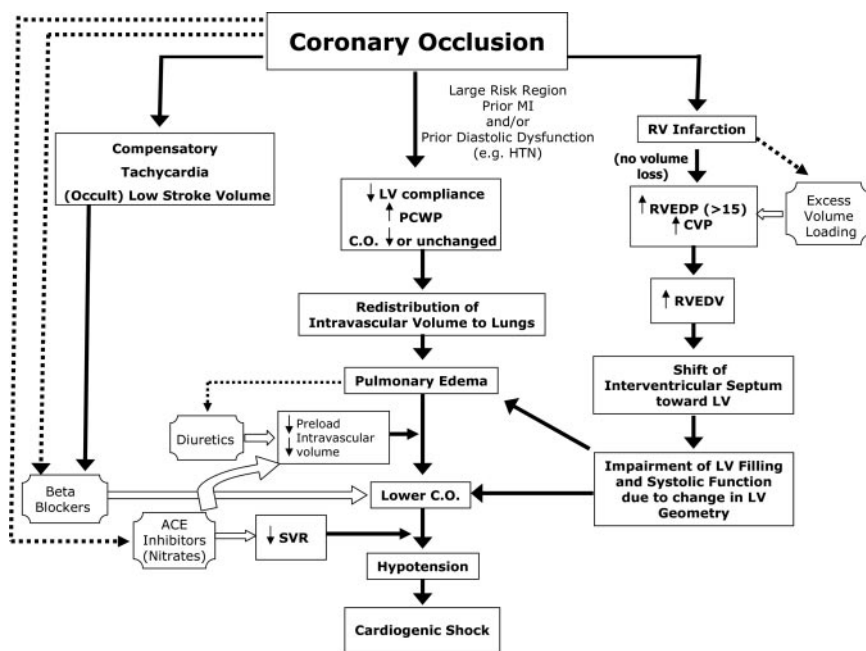 Coronary Occlusion
Large Risk Region
Prior MI
and/or
Prior Diastolic Dysfunction
(e.g. HTN)
Compensatory
Tachycardia
(Occult) Low Stroke Volume
RV Infarction
(no volume
loss)
Excess
Volume
Loading
↓ LV compliance
↑ PCWP
C.O. ↓ or unchanged
↑ RVEDP (>15)
↑ CVP
↑ RVEDV
Redistribution of
Intravascular Volume to Lungs
Shift of
Interventricular Septum
toward LV
Pulmonary Edema
Diuretics
↓ Preload
↓ Intravascular
volume
Impairment of LV Filling
and Systolic Function
due to change in LV
Geometry
Beta
Blockers
Lower C.O.
ACE
Inhibitors
(Nitrates)
↓ SVR
Hypotension
Cardiogenic Shock